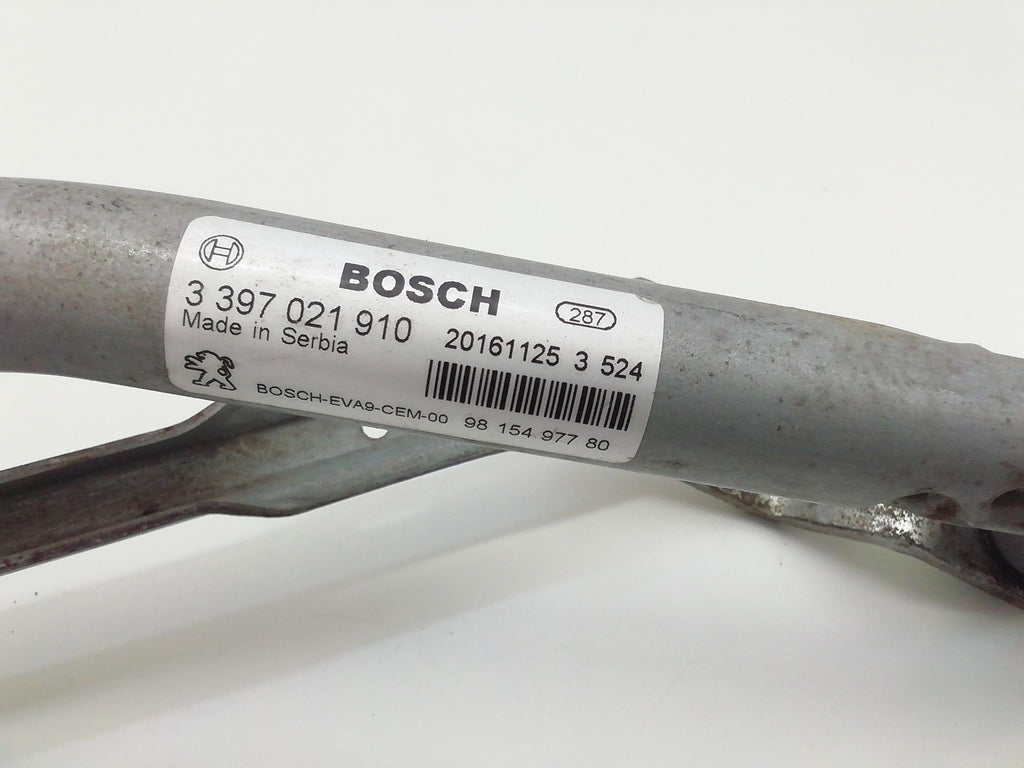 BOSCH
287
3 397 021 910
20161125 3 524
Made in Serbia
BOSCH-EVA9-CEM-00 98 154 977 80